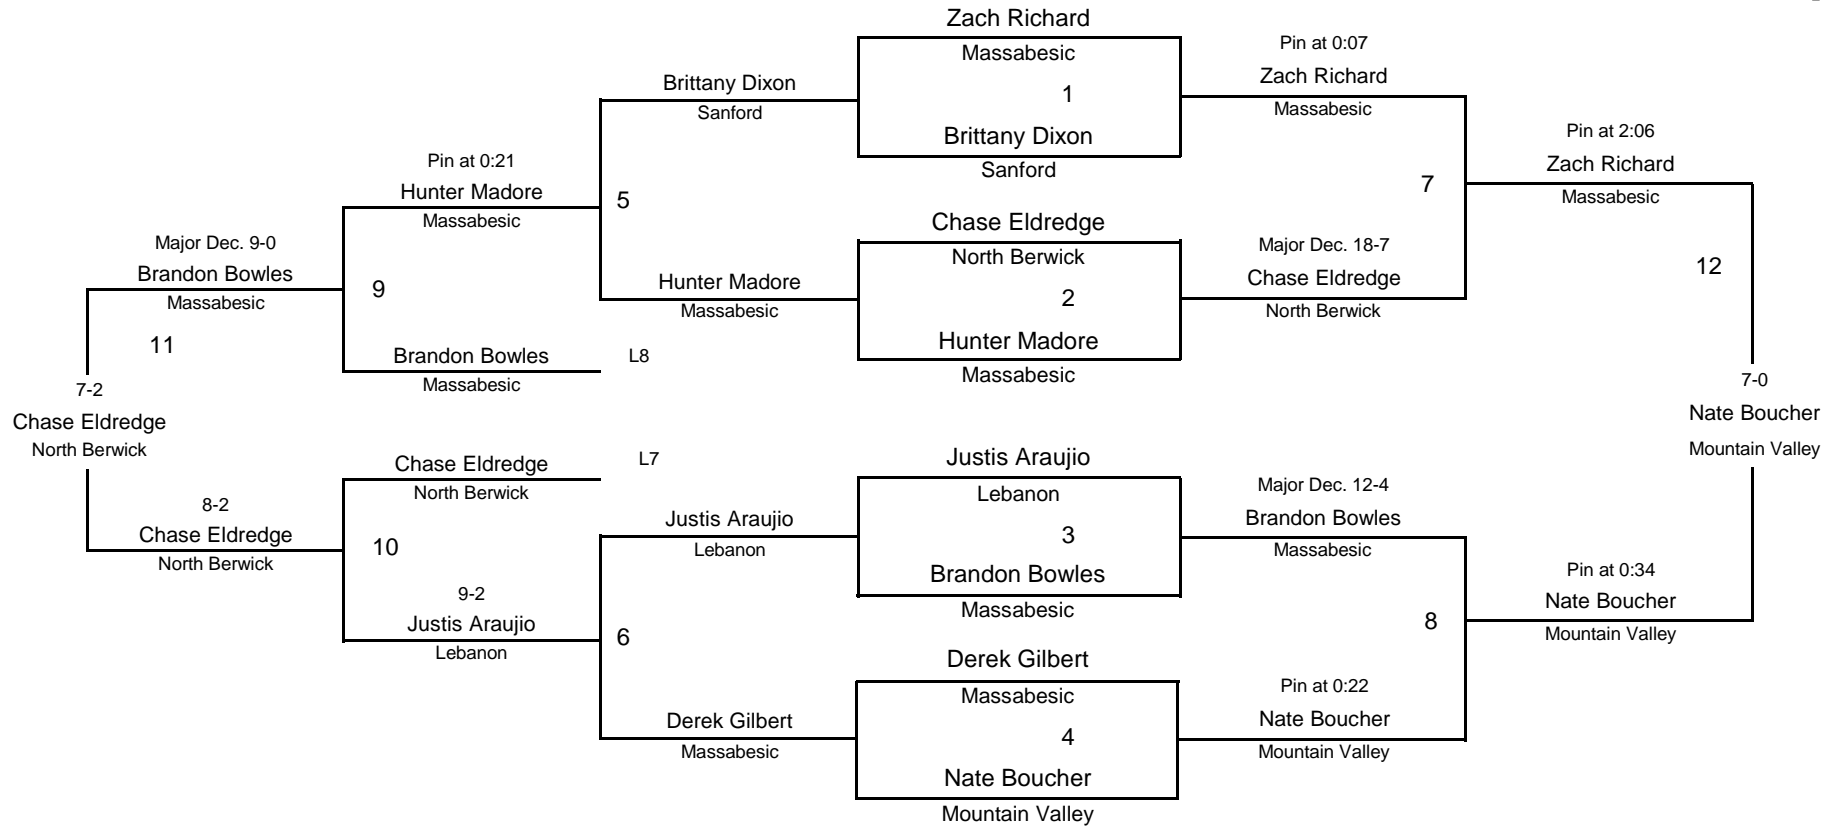 Zach Richard
Massabesic
1
Brittany Dixon
Sanford
Chase Eldredge
North Berwick
2
Hunter Madore
Massabesic
Justis Araujio
Lebanon
3
Brandon Bowles
Massabesic
Derek Gilbert
Massabesic
4
Nate Boucher
Mountain Valley
Pin at 0:07
Zach Richard
Massabesic
7
Major Dec. 18-7
Chase Eldredge
North Berwick
Major Dec. 12-4
Brandon Bowles
Massabesic
8
Pin at 0:22
Nate Boucher
Mountain Valley
Pin at 2:06
Zach Richard
Massabesic
12
Pin at 0:34
Nate Boucher
Mountain Valley
7-0
Nate Boucher
Mountain Valley
Brittany Dixon
Sanford
5
Hunter Madore
Massabesic
Justis Araujio
Lebanon
6
Derek Gilbert
Massabesic
Pin at 0:21
Hunter Madore
Massabesic
9
Brandon Bowles
L8
Massabesic
Chase Eldredge
L7
North Berwick
10
9-2
Justis Araujio
Lebanon
Major Dec. 9-0
Brandon Bowles
Massabesic
11
8-2
Chase Eldredge
North Berwick
7-2
Chase Eldredge
North Berwick